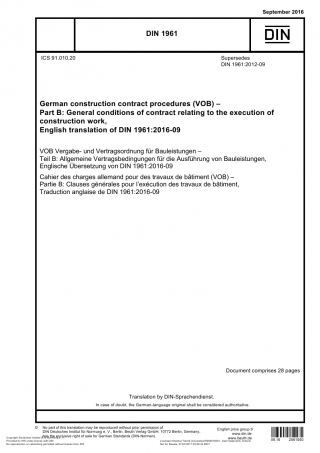 September 2016
DIN 1961
DIN
ICS 91.010.20
Supersedes
DIN 1961:2012-09
German construction contract procedures (VOB) –
Part B: General conditions of contract relating to the execution of
construction work,
English translation of DIN 1961:2016-09
VOB Vergabe- und Vertragsordnung für Bauleistungen –
Teil B: Allgemeine Vertragsbedingungen für die Ausführung von Bauleistungen,
Englische Übersetzung von DIN 1961:2016-09
Cahier des charges allemand pour des travaux de bâtiment (VOB) –
Partie B: Clauses générales pour l'exécution des travaux de bâtiment,
Traduction anglaise de DIN 1961:2016-09
Document comprises 28 pages
Translation by DIN-Sprachendienst.
In case of doubt, the German-language original shall be considered authoritative.
© No part of this translation may be reproduced without prior permission of
DIN Deutsches Institut für Normung e. V., Berlin. Beuth Verlag GmbH, 10772 Berlin, Germany,
has the exclusive right of sale for German Standards (DIN-Normen).
English price group
www.din.de
www.beuth.de